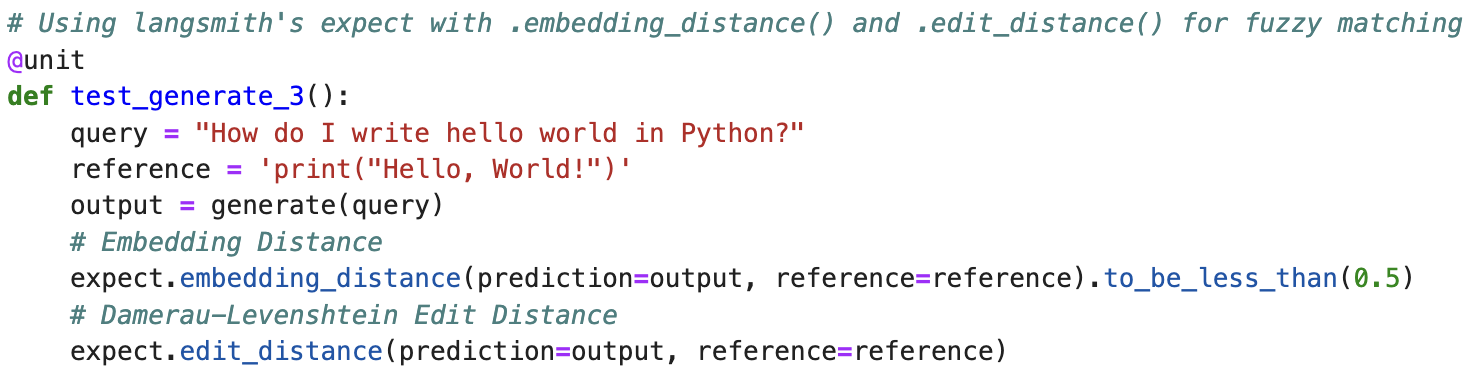 # Using langsmith's expect with .embedding_distance() and .edit_distance() for fuzzy matching
@unit
def test_generate_3():
    query = "How do I write hello world in Python?"
    reference = 'print("Hello, World!")'
    output = generate(query)
    # Embedding Distance
    expect.embedding_distance(prediction=output, reference=reference).to_be_less_than(0.5)
    # Damerau–Levenshtein Edit Distance
    expect.edit_distance(prediction=output, reference=reference)